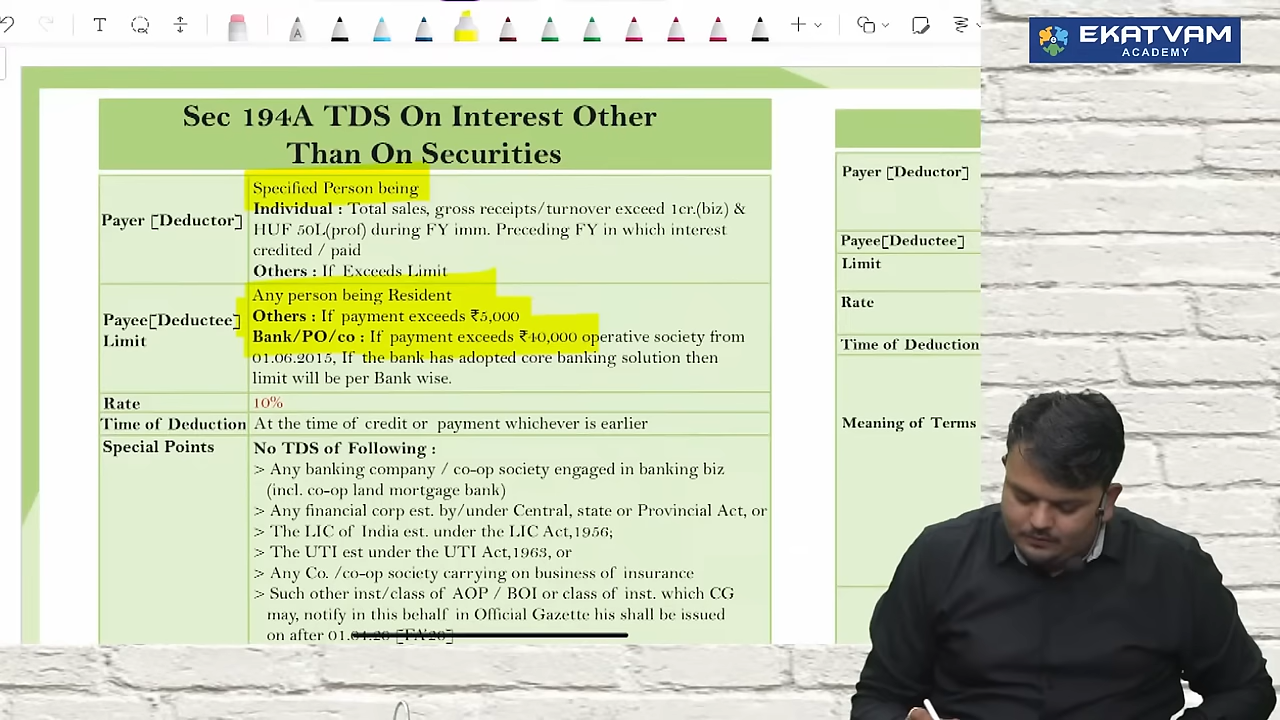 EKATVAM
ACADEMY
Sec 194A TDS On Interest Other
Than On Securities
Payer [Deductor]
Specified Person being
Individual : Total sales, gross receipts/turnover exceed 1cr.(biz) &
HUF 50L(prof) during FY imm. Preceding FY in which interest
credited / paid
Others : If Exceeds Limit
Payee[Deductee]
Limit
Any person being Resident
Others : If payment exceeds ₹5,000
Bank/PO/co : If payment exceeds ₹40,000 operative society from
01.06.2015, If the bank has adopted core banking solution then
limit will be per Bank wise.
Rate
10%
Time of Deduction
At the time of credit or payment whichever is earlier
Special Points
No TDS of Following :
> Any banking company / co-op society engaged in banking biz
(incl. co-op land mortgage bank)
> Any financial corp est. by/under Central, state or Provincial Act, or
> The LIC of India est. under the LIC Act,1956;
> The UTI est under the UTI Act,1963, or
> Any Co. /co-op society carrying on business of insurance
> Such other inst/class of AOP / BOI or class of inst. which CG
may, notify in this behalf in Official Gazette his shall be issued
on after 01.04.20 [FA'20]
Payer [Deductor]
Payee[Deductee]
Limit
Rate
Time of Deduction
Meaning of Terms